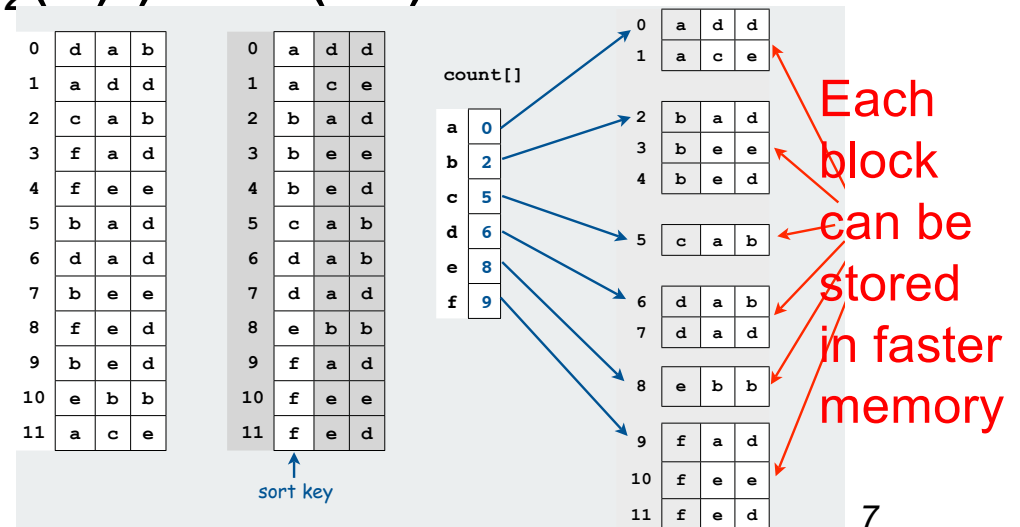 0 d a b
1 a d d
2 c a b
3 f a d
4 f e e
5 b a d
6 d a d
7 b e e
8 f e d
9 b e d
10 e b b
11 a c e
0 a d d
1 a c e
2 b a d
3 b e e
4 b e d
5 c a b
6 d a b
7 d a d
8 e b b
9 f a d
10 f e e
11 f e d
sort key
count[]
a 0
b 2
c 5
d 6
e 8
f 9
0 a d d
1 a c e
2 b a d
3 b e e
4 b e d
5 c a b
6 d a b
7 d a d
8 e b b
9 f a d
10 f e e
11 f e d
Each
block
can be
stored
in faster
memory
7